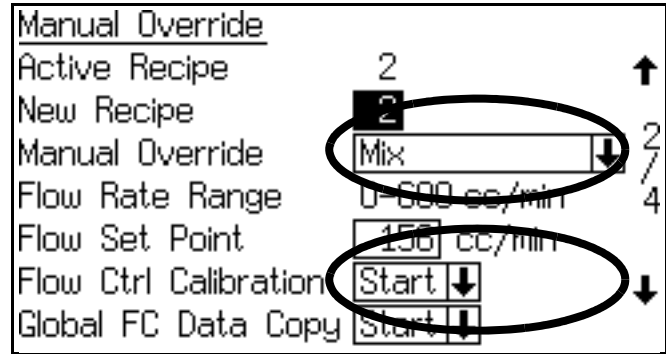 Manual Override
Active Recipe 2
New Recipe 2
Manual Override Mix
Flow Rate Range 0-600 cc/min
Flow Set Point 156 cc/min
Flow Ctrl Calibration Start
Global FC Data Copy Start
2/4